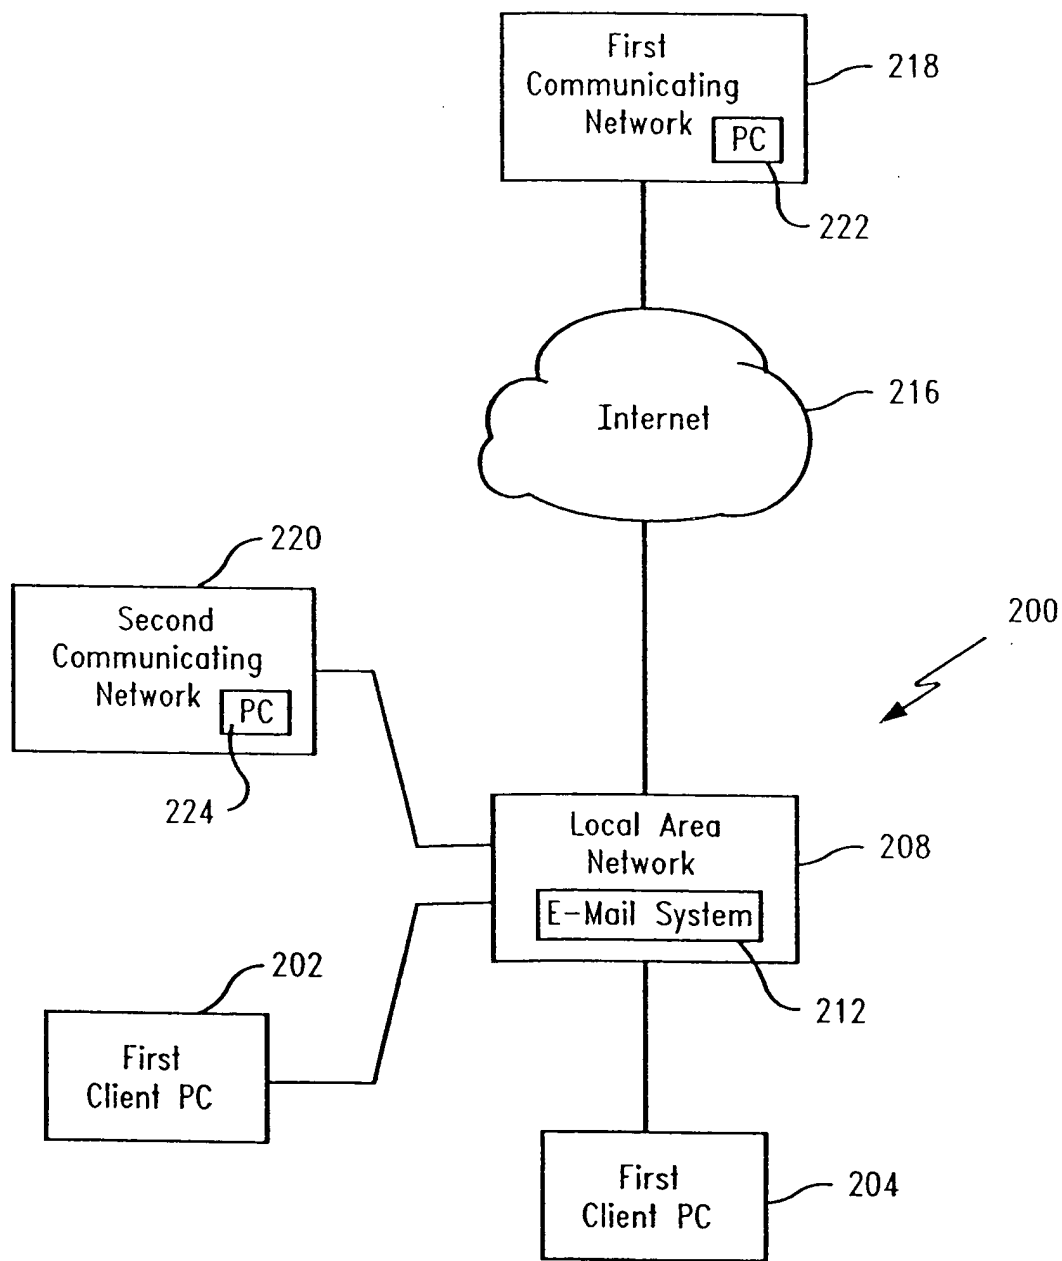 First
Communicating
Network
PC
218
222
Internet
216
220
Second
Communicating
Network
PC
224
200
Local Area
Network
E-Mail System
208
212
202
First
Client PC
First
Client PC
204